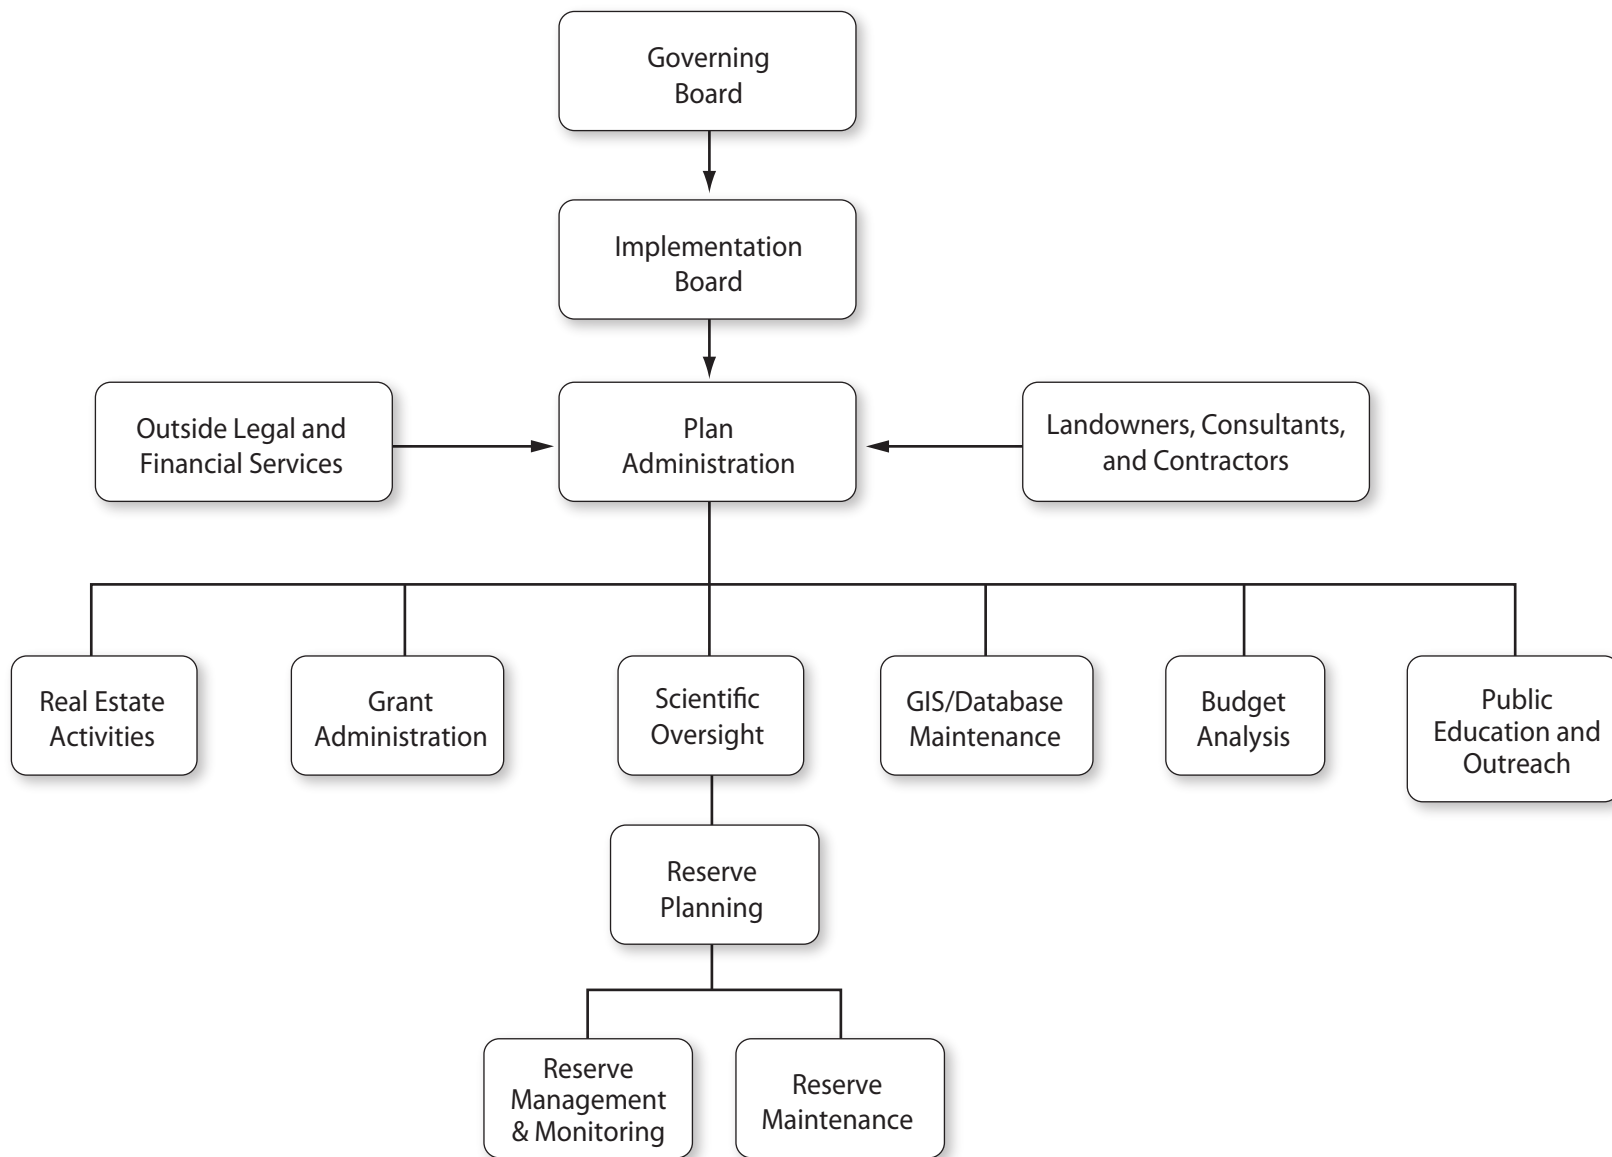 Governing
Board
Implementation
Board
Outside Legal and
Financial Services
Plan
Administration
Landowners, Consultants,
and Contractors
Real Estate
Activities
Grant
Administration
Scientific
Oversight
GIS/Database
Maintenance
Budget
Analysis
Public
Education and
Outreach
Reserve
Planning
Reserve
Management
& Monitoring
Reserve
Maintenance